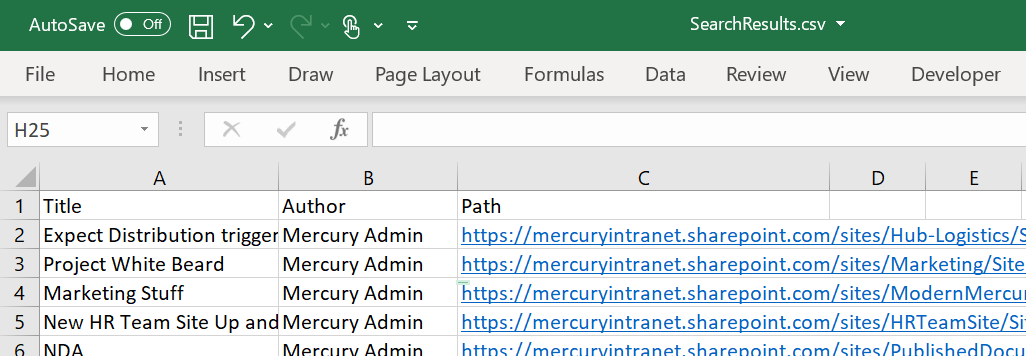 AutoSave Off SearchResults.csv
File Home Insert Draw Page Layout Formulas Data Review View Developer
H25 fx
A B C D E
1 Title Author Path
2 Expect Distribution trigger Mercury Admin https://mercuryintranet.sharepoint.com/sites/Hub-Logistics/S
3 Project White Beard Mercury Admin https://mercuryintranet.sharepoint.com/sites/Marketing/Site
4 Marketing Stuff Mercury Admin https://mercuryintranet.sharepoint.com/sites/ModernMercur
5 New HR Team Site Up and Mercury Admin https://mercuryintranet.sharepoint.com/sites/HRTeamSite/Sit
6 NDA Mercury Admin https://mercuryintranet.sharepoint.com/sites/PublishedDocu